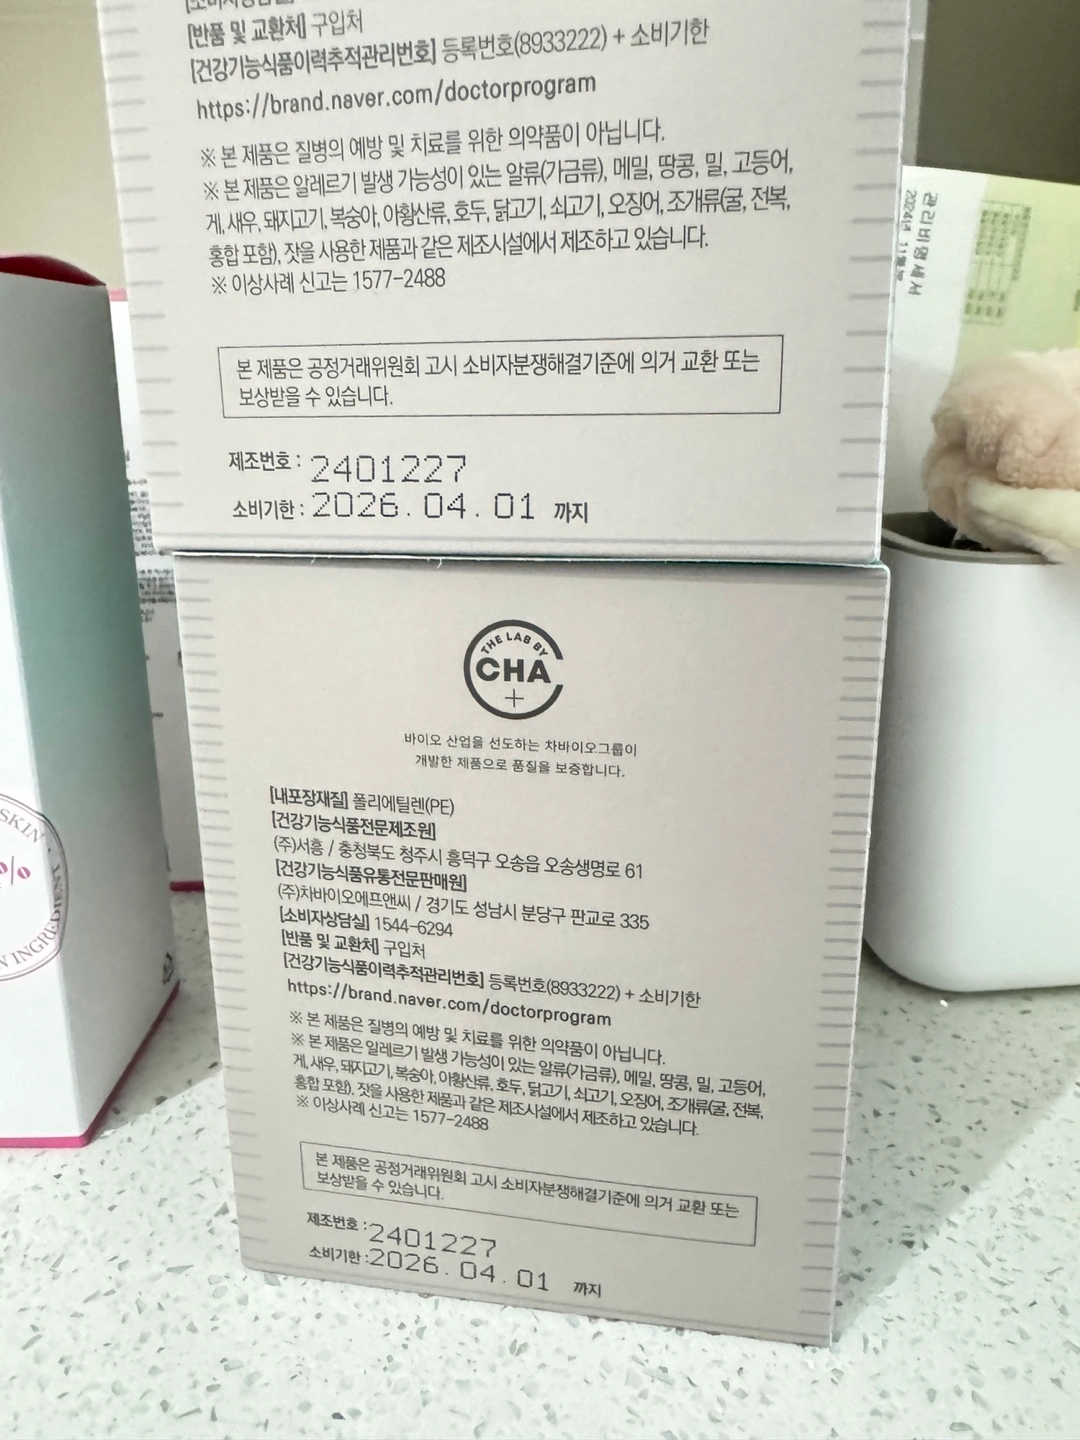 [소비자상담실]
[반품 및 교환처] 구입처
[건강기능식품이력추적관리번호] 등록번호(8933222) + 소비기한
https://brand.naver.com/doctorprogram
※ 본 제품은 질병의 예방 및 치료를 위한 의약품이 아닙니다.
※ 본 제품은 알레르기 발생 가능성이 있는 알류(가금류), 메밀, 땅콩, 밀, 고등어,
게, 새우, 돼지고기, 복숭아, 아황산류, 호두, 닭고기, 쇠고기, 오징어, 조개류(굴, 전복,
홍합 포함), 잣을 사용한 제품과 같은 제조시설에서 제조하고 있습니다.
※ 이상사례 신고는 1577-2488
본 제품은 공정거래위원회 고시 소비자분쟁해결기준에 의거 교환 또는
보상받을 수 있습니다.
제조번호 : 2401227
소비기한 : 2026.04.01 까지
THE LAB BY
CHA
+
바이오 산업을 선도하는 차바이오그룹이
개발한 제품으로 품질을 보증합니다.
[내포장재질] 폴리에틸렌(PE)
[건강기능식품전문제조원]
(주)서흥 / 충청북도 청주시 흥덕구 오송읍 오송생명로 61
[건강기능식품유통전문판매원]
(주)차바이오에프앤씨 / 경기도 성남시 분당구 판교로 335
[소비자상담실] 1544-6294
[반품 및 교환처] 구입처
[건강기능식품이력추적관리번호] 등록번호(8933222) + 소비기한
https://brand.naver.com/doctorprogram
※ 본 제품은 질병의 예방 및 치료를 위한 의약품이 아닙니다.
※ 본 제품은 알레르기 발생 가능성이 있는 알류(가금류), 메밀, 땅콩, 밀, 고등어,
게, 새우, 돼지고기, 복숭아, 아황산류, 호두, 닭고기, 쇠고기, 오징어, 조개류(굴, 전복,
홍합 포함), 잣을 사용한 제품과 같은 제조시설에서 제조하고 있습니다.
※ 이상사례 신고는 1577-2488
본 제품은 공정거래위원회 고시 소비자분쟁해결기준에 의거 교환 또는
보상받을 수 있습니다.
제조번호 : 2401227
소비기한 : 2026.04.01 까지
관리비명세서
2024년 11월
SKIN
%
INGREDIENT